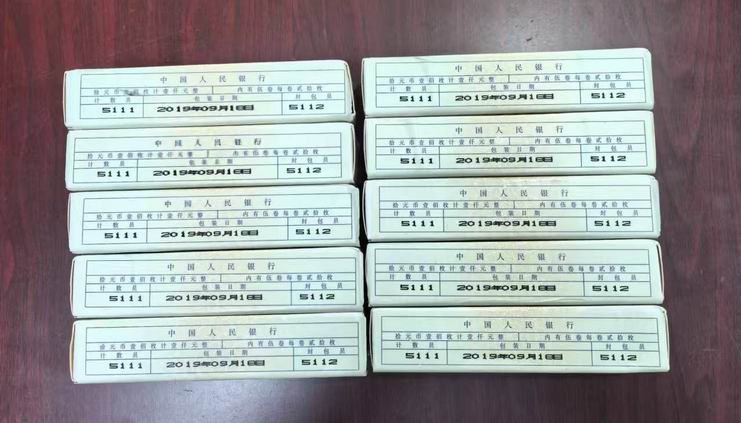 中国人民银行
拾元币壹佰枚计壹仟元整 内有伍卷每卷贰拾枚
计数员 包装日期 封包员
5111 2019年09月18日 5112
中国人民银行
拾元币壹佰枚计壹仟元整 内有伍卷每卷贰拾枚
计数员 包装日期 封包员
5111 2019年09月18日 5112
中国人民银行
拾元币壹佰枚计壹仟元整 内有伍卷每卷贰拾枚
计数员 包装日期 封包员
5111 2019年09月18日 5112
中国人民银行
拾元币壹佰枚计壹仟元整 内有伍卷每卷贰拾枚
计数员 包装日期 封包员
5111 2019年09月18日 5112
中国人民银行
拾元币壹佰枚计壹仟元整 内有伍卷每卷贰拾枚
计数员 包装日期 封包员
5111 2019年09月18日 5112
中国人民银行
拾元币壹佰枚计壹仟元整 内有伍卷每卷贰拾枚
计数员 包装日期 封包员
5111 2019年09月18日 5112
中国人民银行
拾元币壹佰枚计壹仟元整 内有伍卷每卷贰拾枚
计数员 包装日期 封包员
5111 2019年09月18日 5112
中国人民银行
拾元币壹佰枚计壹仟元整 内有伍卷每卷贰拾枚
计数员 包装日期 封包员
5111 2019年09月18日 5112
中国人民银行
拾元币壹佰枚计壹仟元整 内有伍卷每卷贰拾枚
计数员 包装日期 封包员
5111 2019年09月18日 5112
中国人民银行
拾元币壹佰枚计壹仟元整 内有伍卷每卷贰拾枚
计数员 包装日期 封包员
5111 2019年09月18日 5112